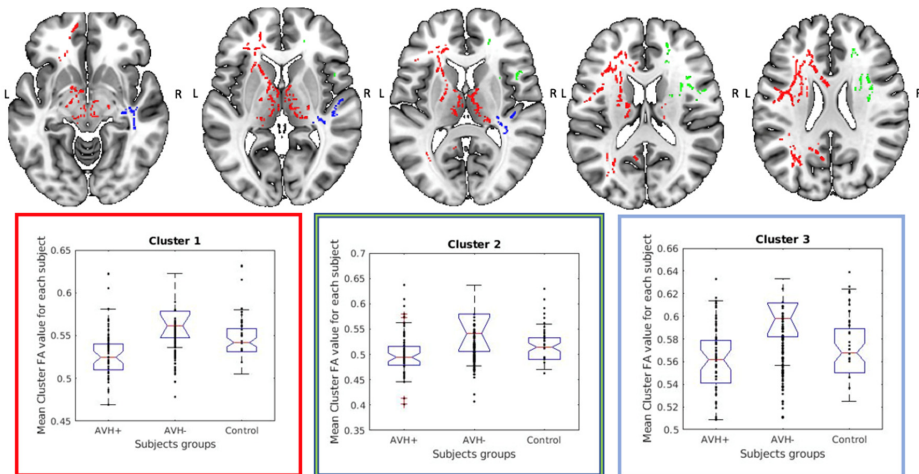 L R L R L R L R L R
Cluster 1
Mean Cluster FA value for each subject
0.65
0.6
0.55
0.5
0.45
AVH+ AVH- Control
Subjects groups
Cluster 2
Mean Cluster FA value for each subject
0.7
0.65
0.6
0.55
0.5
0.45
0.4
0.35
AVH+ AVH- Control
Subjects groups
Cluster 3
Mean Cluster FA value for each subject
0.66
0.64
0.62
0.6
0.58
0.56
0.54
0.52
0.5
AVH+ AVH- Control
Subjects groups